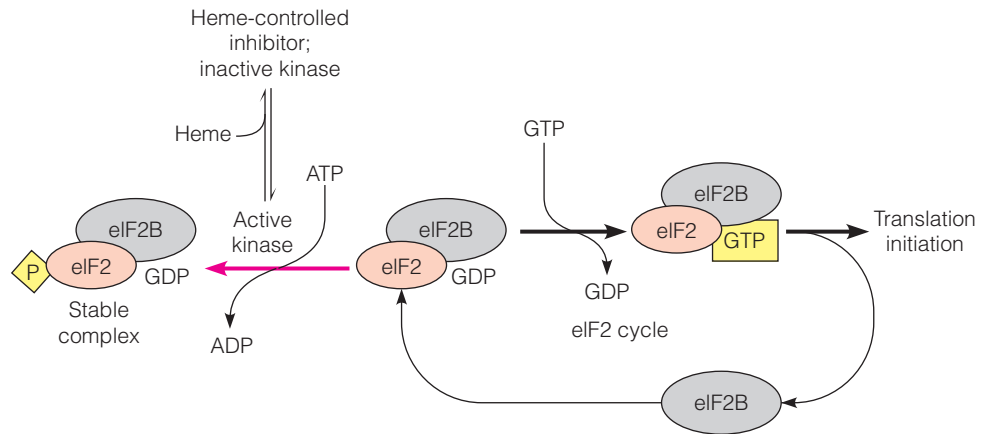 Heme-controlled
inhibitor;
inactive kinase
Heme
ATP
GTP
Active
kinase
eIF2B
eIF2
P
GDP
Stable
complex
ADP
eIF2B
eIF2
GDP
GDP
eIF2 cycle
eIF2B
eIF2
GTP
Translation
initiation
eIF2B